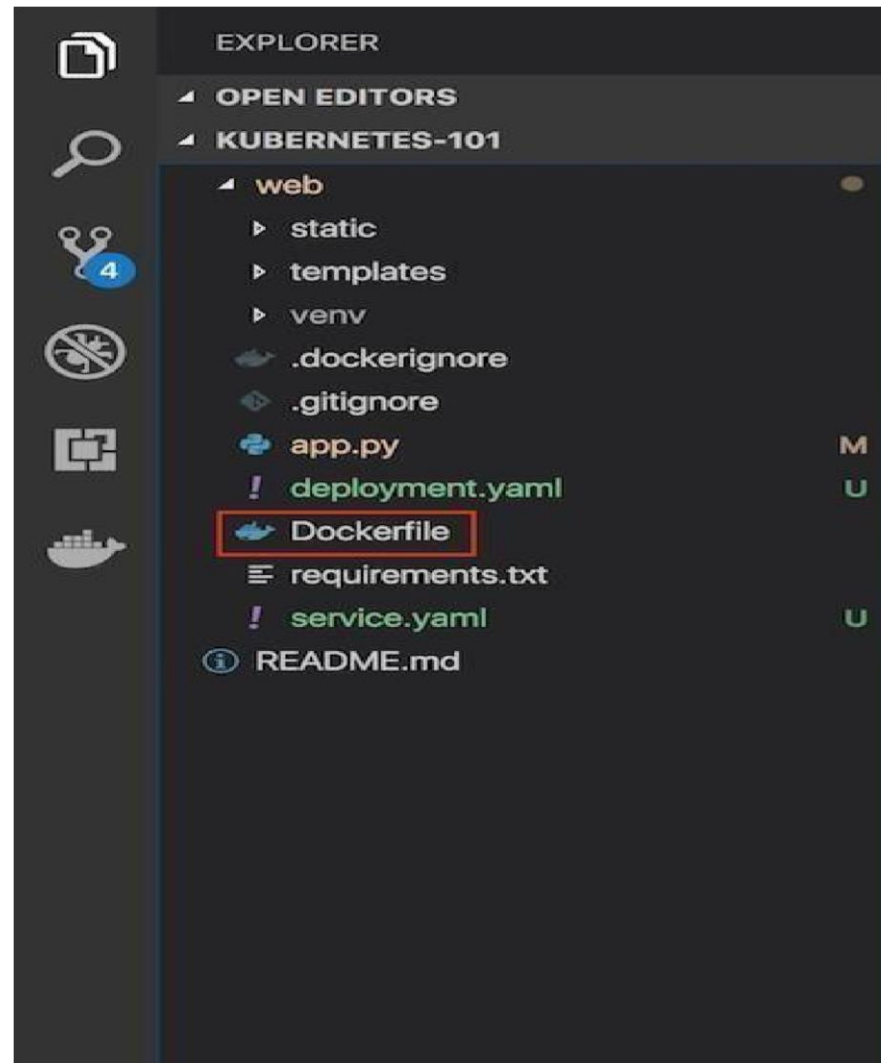 EXPLORER
OPEN EDITORS
KUBERNETES-101
web
static
templates
4
venv
.dockerignore
.gitignore
app.py M
deployment.yaml U
Dockerfile
requirements.txt
service.yaml U
README.md